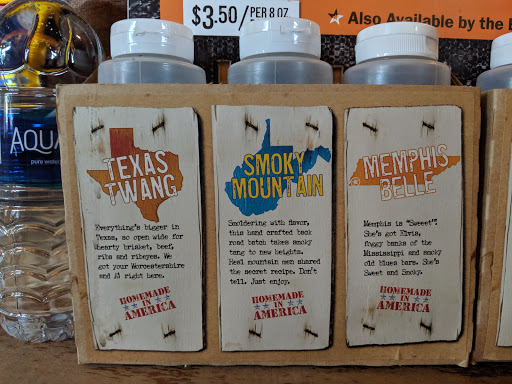 $3.50/PER 8 OZ
Also Available by the
AQUA
pure wate
TEXAS
TWANG
Everything's bigger in
Texas, so open wide for
hearty brisket, beef,
ribs and ribeyes. We
got your Worcestershire
and A1 right here.
HOMEMADE
IN
AMERICA
SMOKY
MOUNTAIN
Smoldering with flavor,
this hand crafted back
road batch takes smoky
tang to new heights.
Real mountain men shared
the secret recipe. Don't
tell. Just enjoy.
HOMEMADE
IN
AMERICA
MEMPHIS
BELLE
Memphis is "Sweeet".
She's got Elvis,
foggy banks of the
Mississippi and smoky
old blues bars. She's
Sweet and Smoky.
HOMEMADE
IN
AMERICA